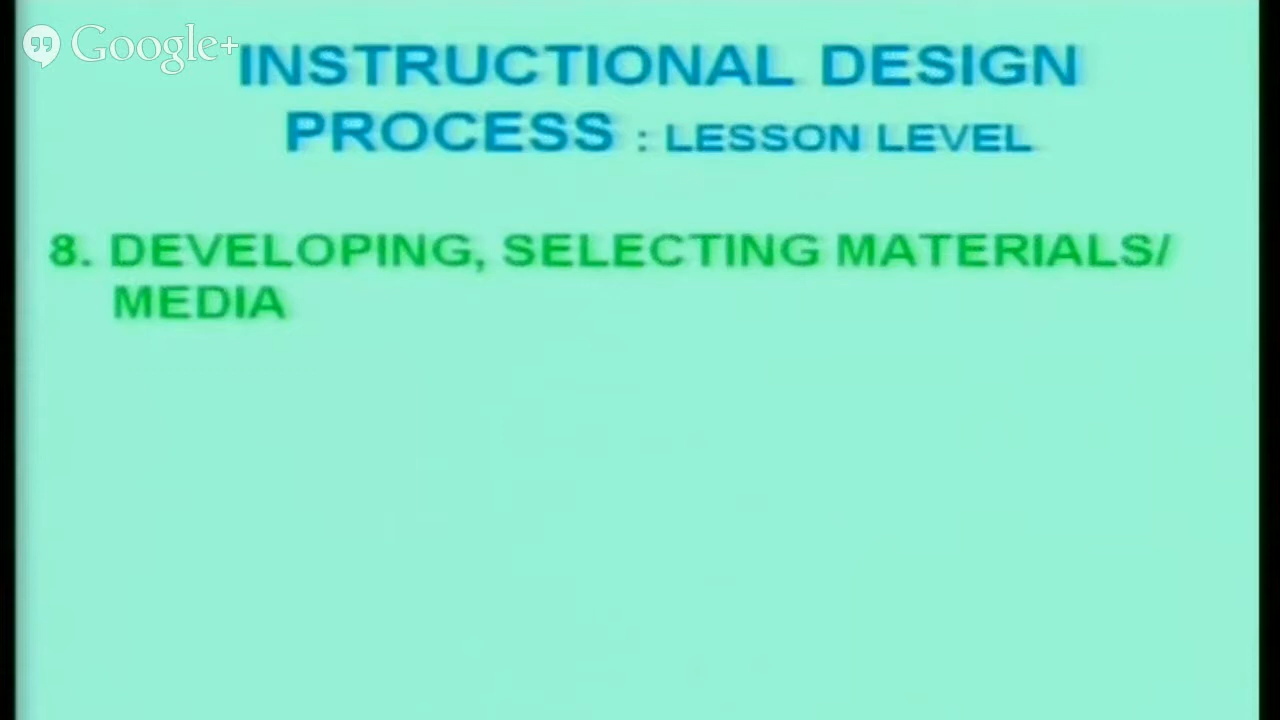 Google+
INSTRUCTIONAL DESIGN
PROCESS : LESSON LEVEL
8. DEVELOPING, SELECTING MATERIALS/
MEDIA